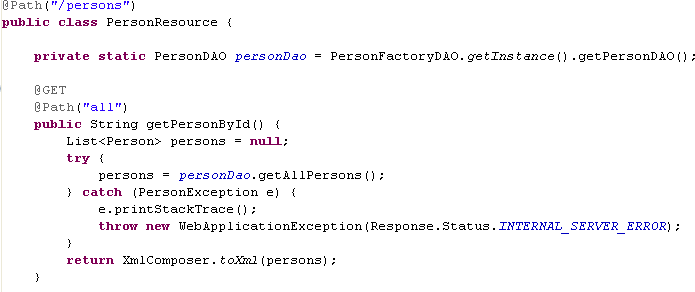 @Path("/persons")
public class PersonResource {
private static PersonDAO personDao = PersonFactoryDAO.getInstance().getPersonDAO();
@GET
@Path("all")
public String getPersonById() {
List<Person> persons = null;
try {
persons = personDao.getAllPersons();
} catch (PersonException e) {
e.printStackTrace();
throw new WebApplicationException(Response.Status.INTERNAL_SERVER_ERROR);
}
return XmlComposer.toXml(persons);
}